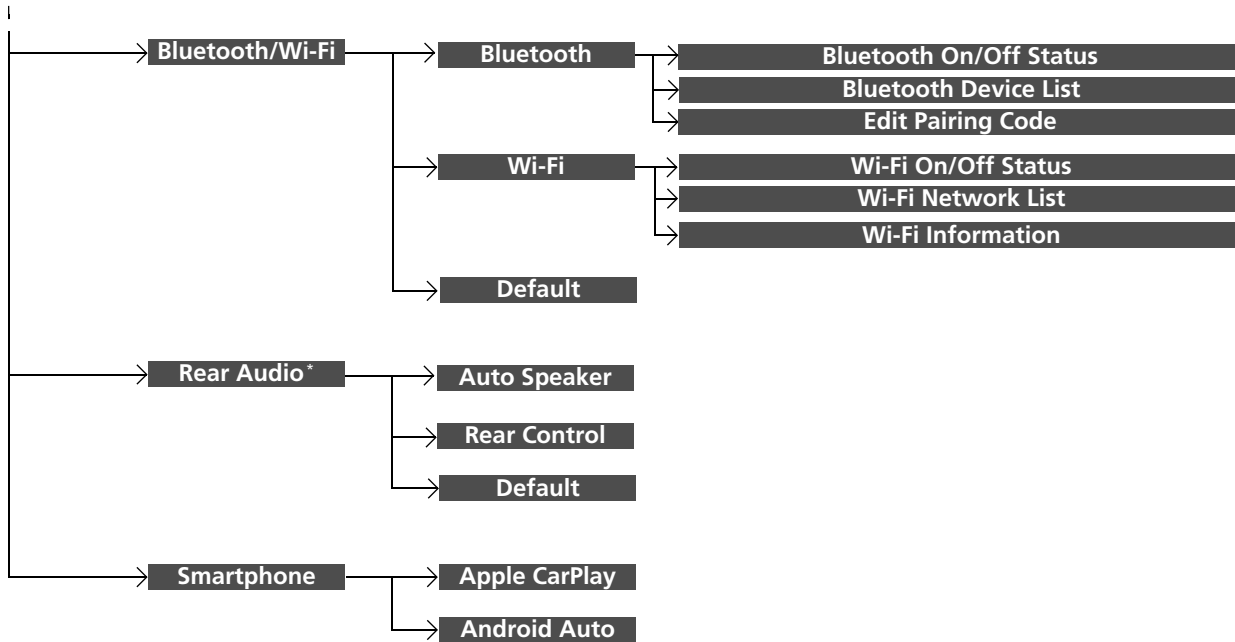 Bluetooth/Wi-Fi
Bluetooth
Bluetooth On/Off Status
Bluetooth Device List
Edit Pairing Code
Wi-Fi
Wi-Fi On/Off Status
Wi-Fi Network List
Wi-Fi Information
Default
Rear Audio*
Auto Speaker
Rear Control
Default
Smartphone
Apple CarPlay
Android Auto